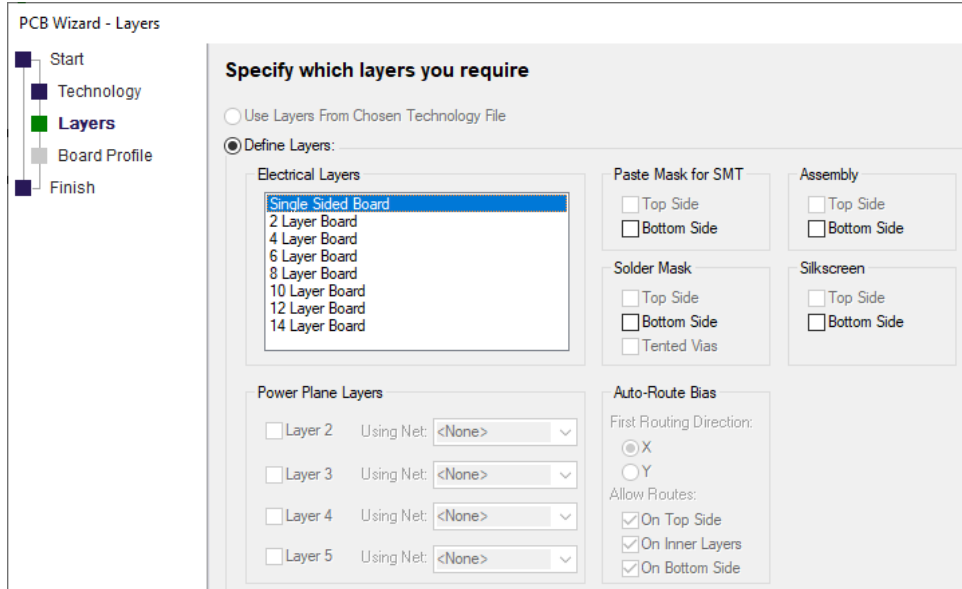 PCB Wizard - Layers
Start
Technology
Layers
Board Profile
Finish
Specify which layers you require
Use Layers From Chosen Technology File
Define Layers:
Electrical Layers
Single Sided Board
2 Layer Board
4 Layer Board
6 Layer Board
8 Layer Board
10 Layer Board
12 Layer Board
14 Layer Board
Paste Mask for SMT
Top Side
Bottom Side
Assembly
Top Side
Bottom Side
Solder Mask
Top Side
Bottom Side
Tented Vias
Silkscreen
Top Side
Bottom Side
Power Plane Layers
Layer 2 Using Net: <None>
Layer 3 Using Net: <None>
Layer 4 Using Net: <None>
Layer 5 Using Net: <None>
Auto-Route Bias
First Routing Direction:
X
Y
Allow Routes:
On Top Side
On Inner Layers
On Bottom Side